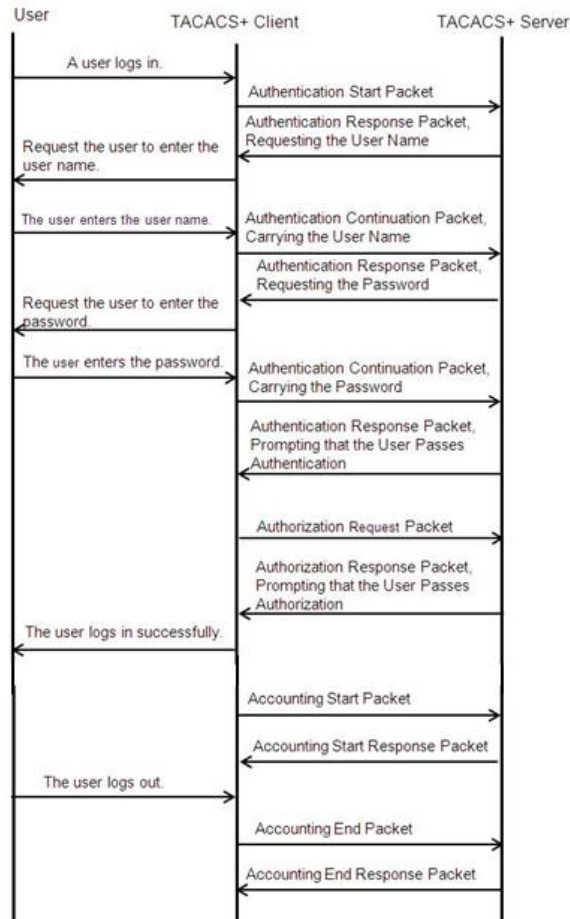 User
TACACS+ Client
TACACS+ Server
A user logs in.
Authentication Start Packet
Authentication Response Packet,
Requesting the User Name
Request the user to enter the
user name.
The user enters the user name.
Authentication Continuation Packet,
Carrying the User Name
Authentication Response Packet,
Requesting the Password
Request the user to enter the
password.
The user enters the password.
Authentication Continuation Packet,
Carrying the Password
Authentication Response Packet,
Prompting that the User Passes
Authentication
Authorization Request Packet
Authorization Response Packet,
Prompting that the User Passes
Authorization
The user logs in successfully.
Accounting Start Packet
Accounting Start Response Packet
The user logs out.
Accounting End Packet
Accounting End Response Packet